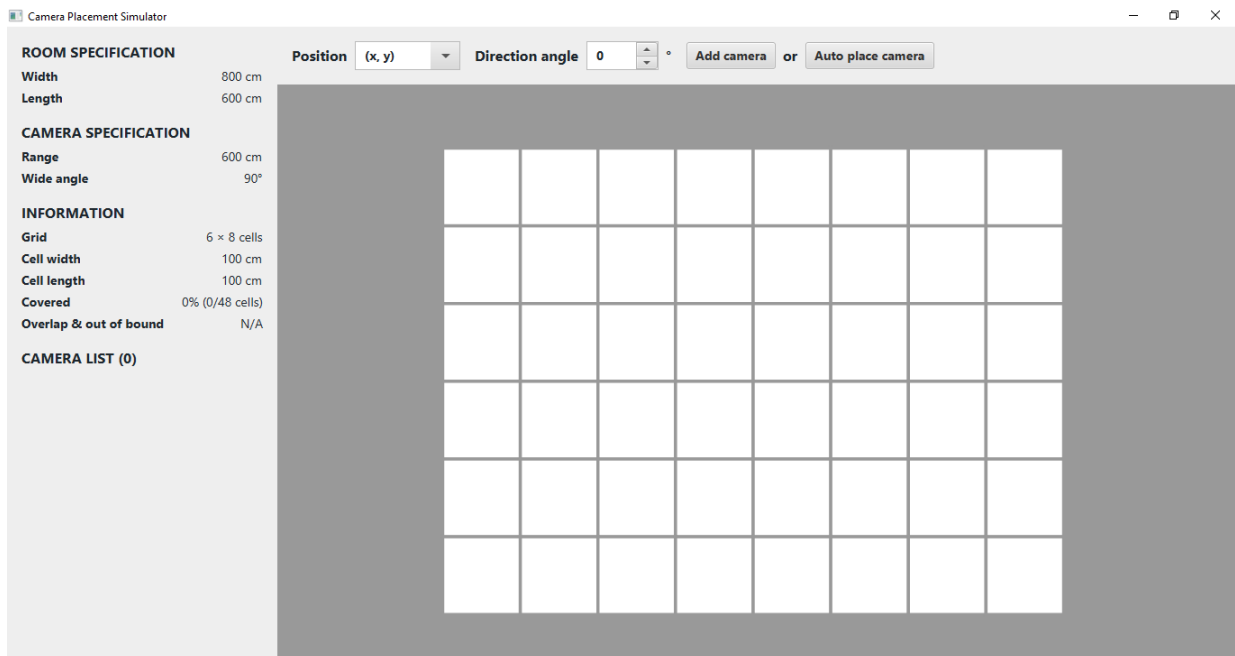 Camera Placement Simulator
ROOM SPECIFICATION
Width 800 cm
Length 600 cm
CAMERA SPECIFICATION
Range 600 cm
Wide angle 90°
INFORMATION
Grid 6 × 8 cells
Cell width 100 cm
Cell length 100 cm
Covered 0% (0/48 cells)
Overlap & out of bound N/A
CAMERA LIST (0)
Position (x, y) Direction angle 0 ° Add camera or Auto place camera